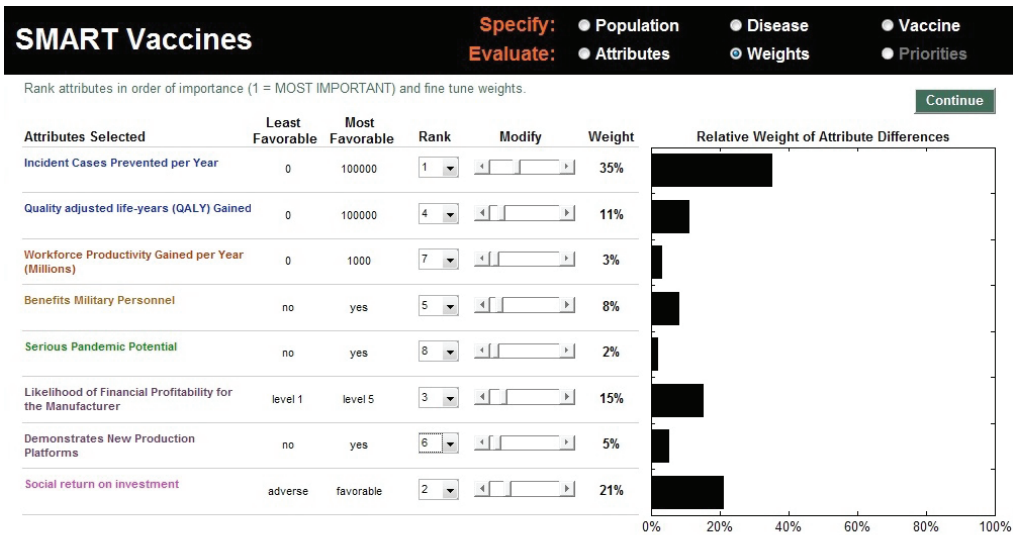 SMART Vaccines
Specify: Population Disease Vaccine
Evaluate: Attributes Weights Priorities
Rank attributes in order of importance (1 = MOST IMPORTANT) and fine tune weights.
Continue
Attributes Selected Least Favorable Most Favorable Rank Modify Weight Relative Weight of Attribute Differences
Incident Cases Prevented per Year 0 100000 1 35%
Quality adjusted life-years (QALY) Gained 0 100000 4 11%
Workforce Productivity Gained per Year
(Millions) 0 1000 7 3%
Benefits Military Personnel no yes 5 8%
Serious Pandemic Potential no yes 8 2%
Likelihood of Financial Profitability for
the Manufacturer level 1 level 5 3 15%
Demonstrates New Production
Platforms no yes 6 5%
Social return on investment adverse favorable 2 21%
0% 20% 40% 60% 80% 100%